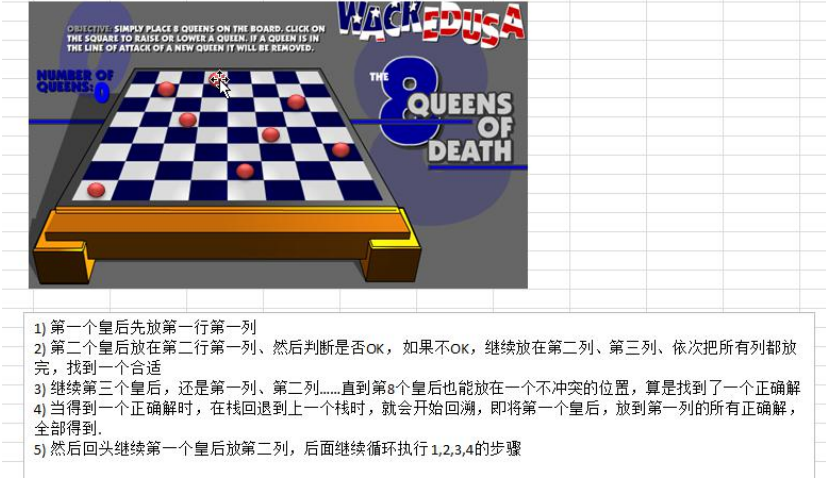 WACKEDUSA
OBJECTIVE: SIMPLY PLACE 8 QUEENS ON THE BOARD. CLICK ON
THE SQUARE TO RAISE OR LOWER A QUEEN. IF A QUEEN IS IN
THE LINE OF ATTACK OF A NEW QUEEN IT WILL BE REMOVED.
NUMBER OF
QUEENS: 0
THE
8
QUEENS
OF
DEATH
1) 第一个皇后先放第一行第一列
2) 第二个皇后放在第二行第一列、然后判断是否OK，如果不OK，继续放在第二列、第三列、依次把所有列都放
完，找到一个合适
3) 继续第三个皇后，还是第一列、第二列……直到第8个皇后也能放在一个不冲突的位置，算是找到了一个正确解
4) 当得到一个正确解时，在栈回退到上一个栈时，就会开始回溯，即将第一个皇后，放到第一列的所有正确解，
全部得到.
5) 然后回头继续第一个皇后放第二列，后面继续循环执行 1,2,3,4的步骤